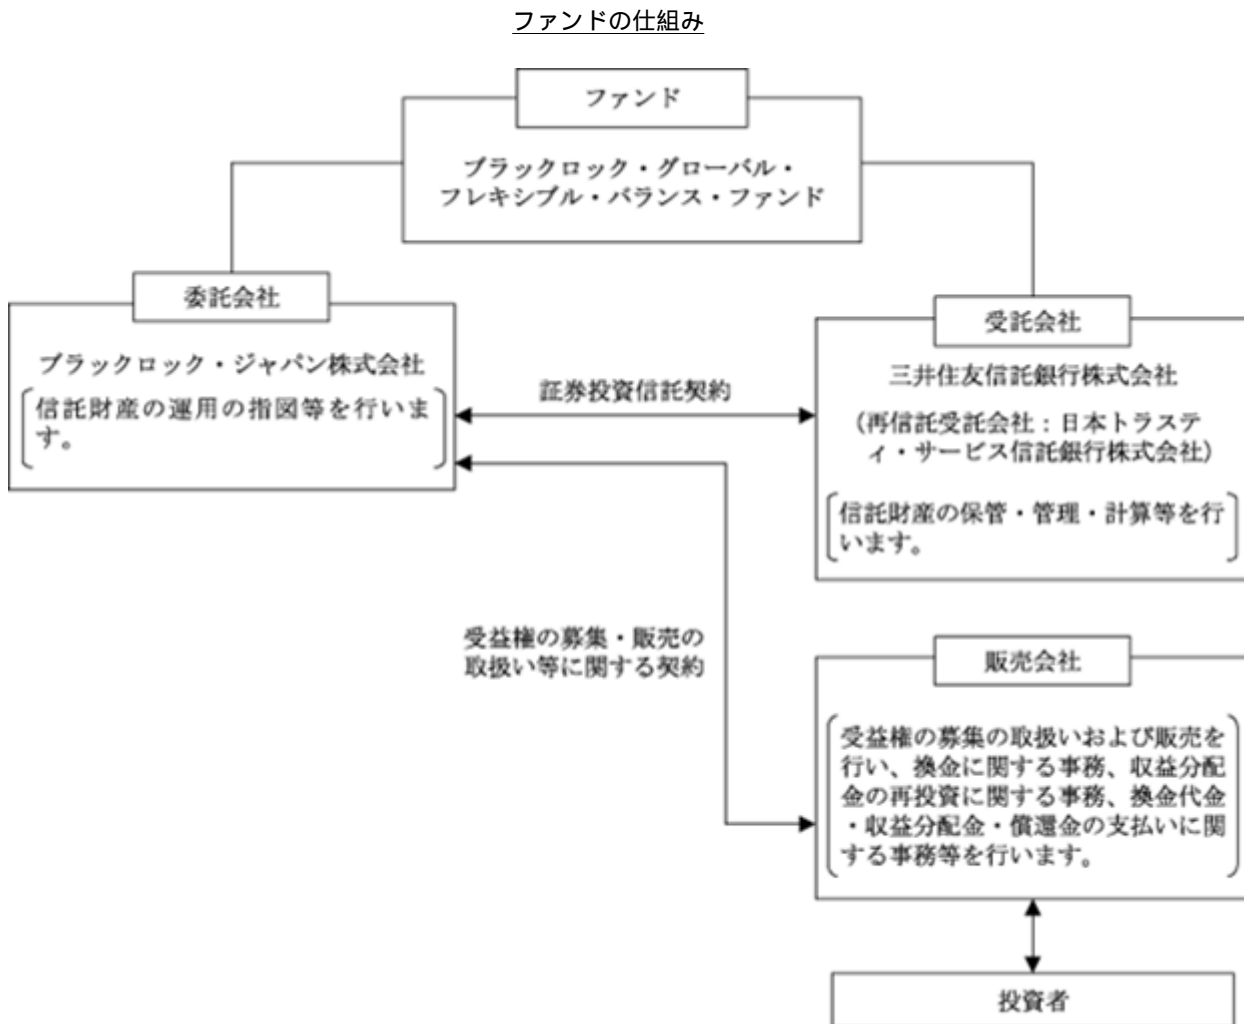 ファンドの仕組み
ファンド
ブラックロック・グローバル・
フレキシブル・バランス・ファンド
委託会社
ブラックロック・ジャパン株式会社
信託財産の運用の指図等を行いま
す。
証券投資信託契約
受託会社
三井住友信託銀行株式会社
(再信託受託会社：日本トラステ
ィ・サービス信託銀行株式会社)
信託財産の保管・管理・計算等を行
います。
受益権の募集・販売の
取扱い等に関する契約
販売会社
受益権の募集の取扱いおよび販売を
行い、換金に関する事務、収益分配
金の再投資に関する事務、換金代金
・収益分配金・償還金の支払いに関
する事務等を行います。
投資者